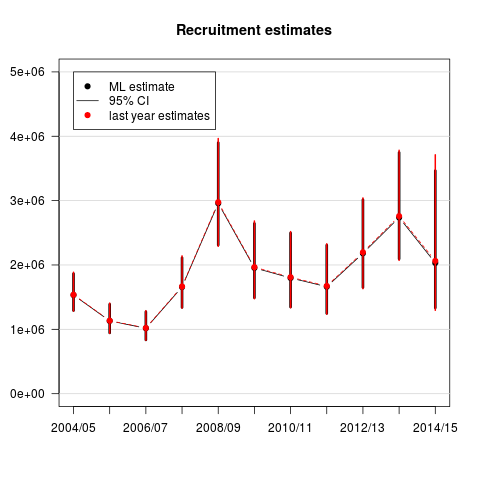 Recruitment estimates
5e+06
4e+06
3e+06
2e+06
1e+06
0e+00
ML estimate
95% CI
last year estimates
2004/05 2006/07 2008/09 2010/11 2012/13 2014/15